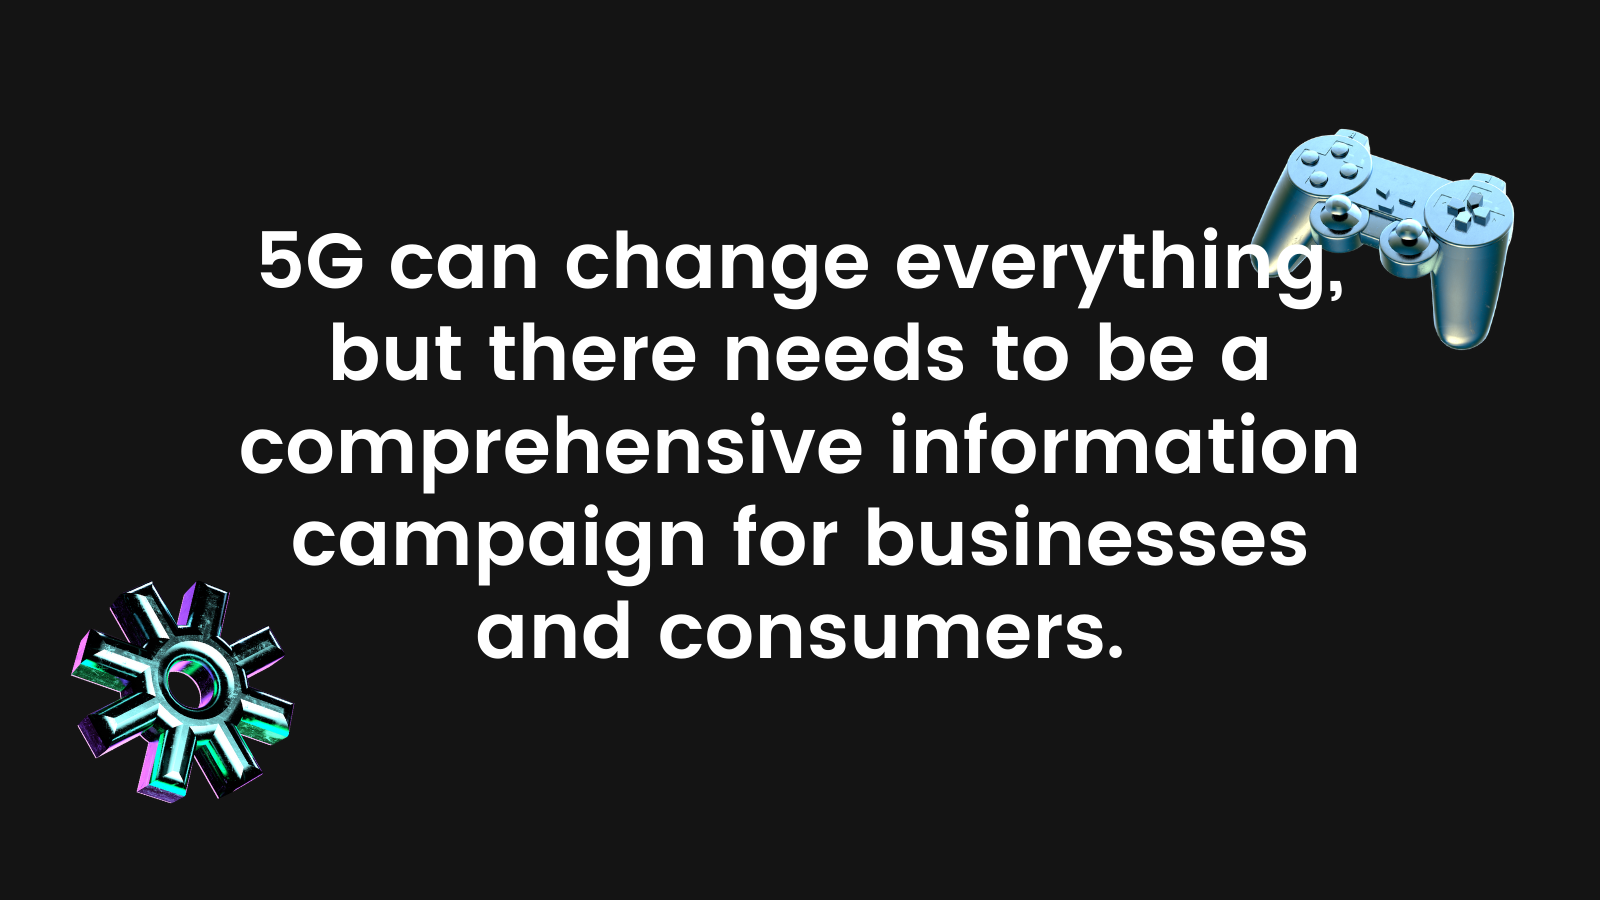 5G can change everything,
but there needs to be a
comprehensive information
campaign for businesses
and consumers.